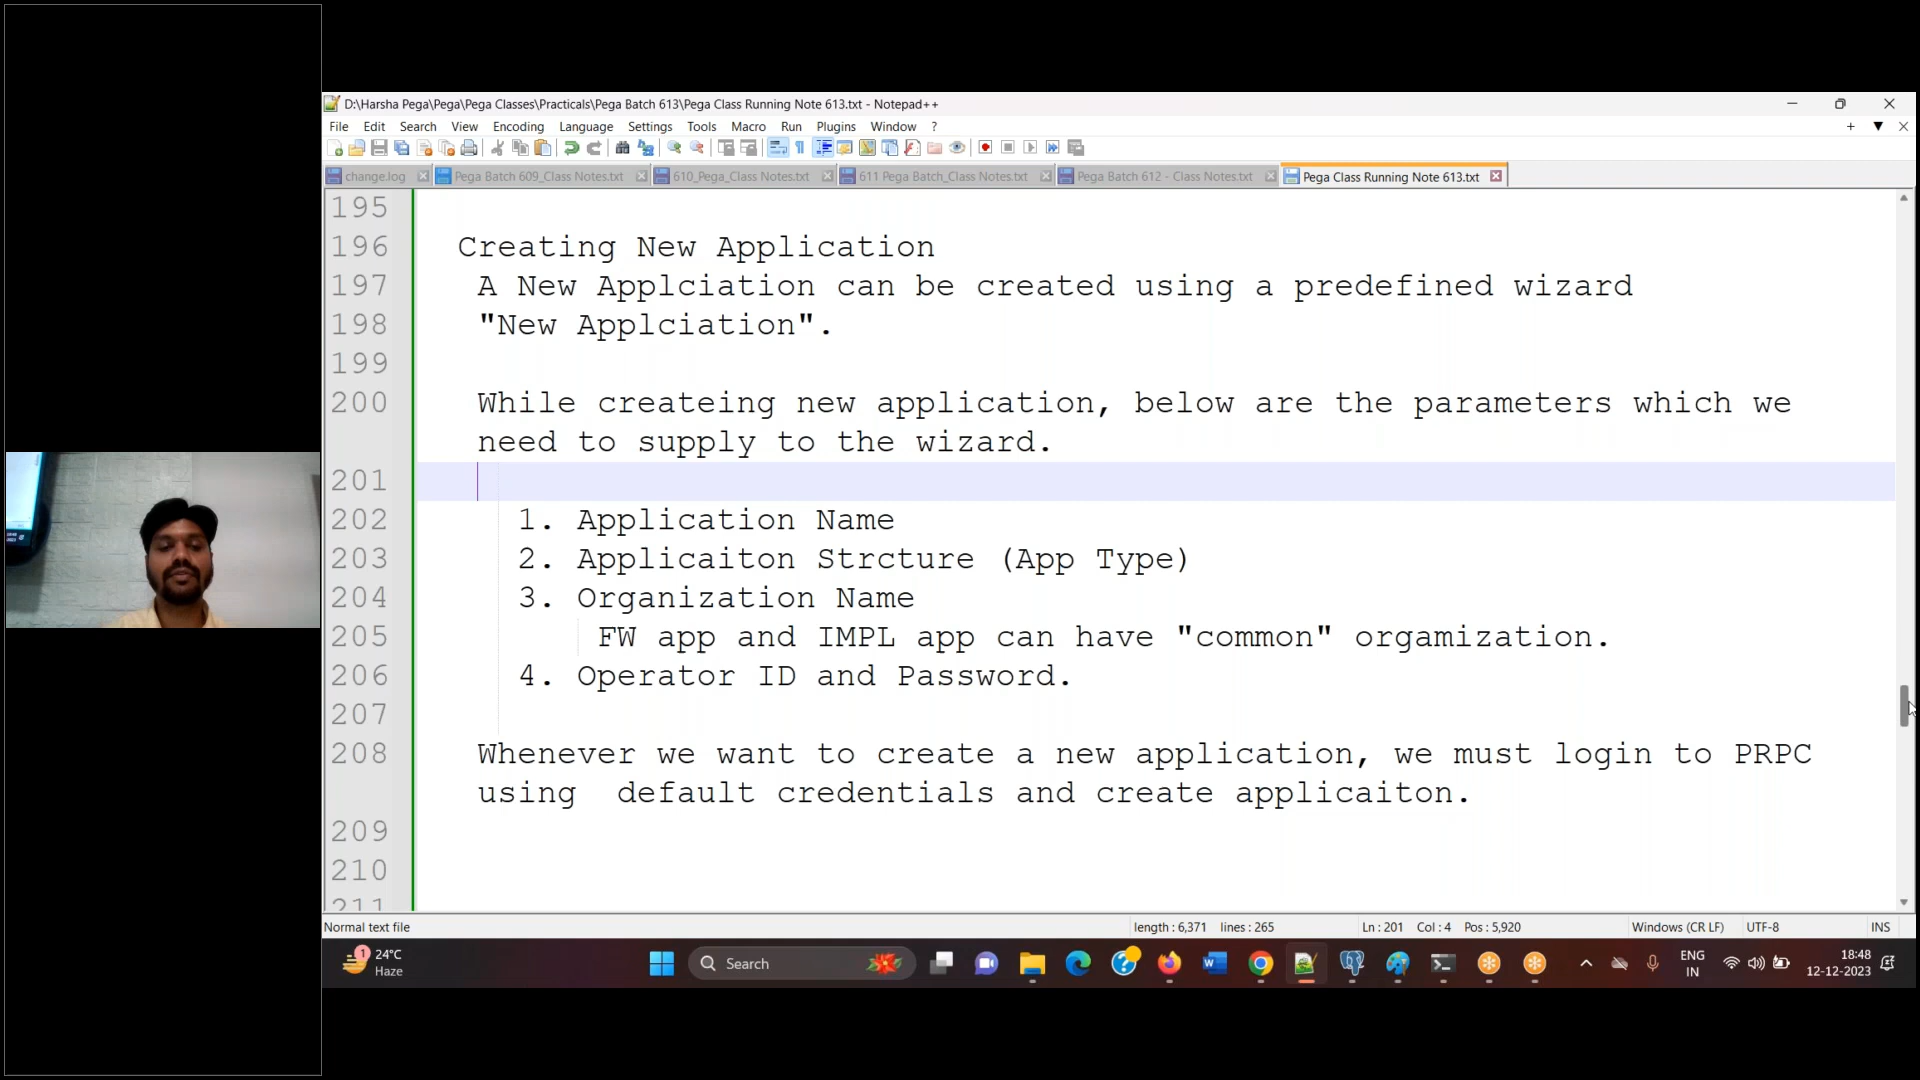 D:\Harsha Pega\Pega\Pega Classes\Practicals\Pega Batch 613\Pega Class Running Note 613.txt - Notepad++
File Edit Search View Encoding Language Settings Tools Macro Run Plugins Window ?
change.log Pega Batch 609_Class Notes.txt 610_Pega_Class Notes.txt 611 Pega Batch_Class Notes.txt Pega Batch 612 - Class Notes.txt Pega Class Running Note 613.txt
195
196 Creating New Application
197 A New Applciation can be created using a predefined wizard
198 "New Applciation".
199
200 While createing new application, below are the parameters which we
need to supply to the wizard.
201
202 1. Application Name
203 2. Applicaiton Strcture (App Type)
204 3. Organization Name
205 FW app and IMPL app can have "common" orgamization.
206 4. Operator ID and Password.
207
208 Whenever we want to create a new application, we must login to PRPC
using default credentials and create applicaiton.
209
210
211
Normal text file length : 6,371 lines : 265 Ln : 201 Col : 4 Pos : 5,920 Windows (CR LF) UTF-8 INS
1 24°C
Haze
Search
ENG
IN
18:48
12-12-2023